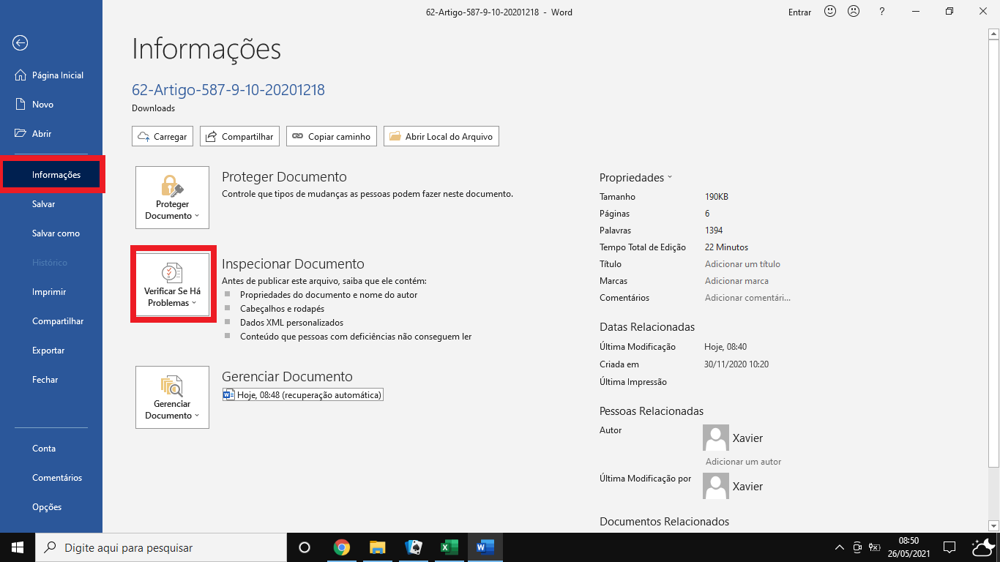 62-Artigo-587-9-10-20201218 - Word
Entrar
?
Página Inicial
Novo
Abrir
Informações
Salvar
Salvar como
Histórico
Imprimir
Compartilhar
Exportar
Fechar
Conta
Comentários
Opções
Informações
62-Artigo-587-9-10-20201218
Downloads
Carregar
Compartilhar
Copiar caminho
Abrir Local do Arquivo
Proteger
Documento
Proteger Documento
Controle que tipos de mudanças as pessoas podem fazer neste documento.
Verificar Se Há
Problemas
Inspecionar Documento
Antes de publicar este arquivo, saiba que ele contém:
Propriedades do documento e nome do autor
Cabeçalhos e rodapés
Dados XML personalizados
Conteúdo que pessoas com deficiências não conseguem ler
Gerenciar
Documento
Gerenciar Documento
Hoje, 08:48 (recuperação automática)
Propriedades
Tamanho 190KB
Páginas 6
Palavras 1394
Tempo Total de Edição 22 Minutos
Título Adicionar um título
Marcas Adicionar marca
Comentários Adicionar comentári...
Datas Relacionadas
Última Modificação Hoje, 08:40
Criada em 30/11/2020 10:20
Última Impressão
Pessoas Relacionadas
Autor Xavier
Adicionar um autor
Última Modificação por Xavier
Documentos Relacionados
Digite aqui para pesquisar
08:50
26/05/2021